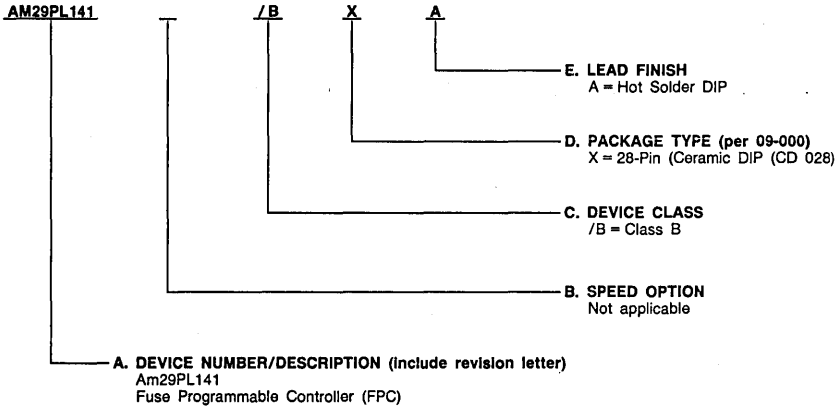 AM29PL141 /B X A
E. LEAD FINISH
A = Hot Solder DIP
D. PACKAGE TYPE (per 09-000)
X = 28-Pin (Ceramic DIP (CD 028)
C. DEVICE CLASS
/B = Class B
B. SPEED OPTION
Not applicable
A. DEVICE NUMBER/DESCRIPTION (include revision letter)
Am29PL141
Fuse Programmable Controller (FPC)